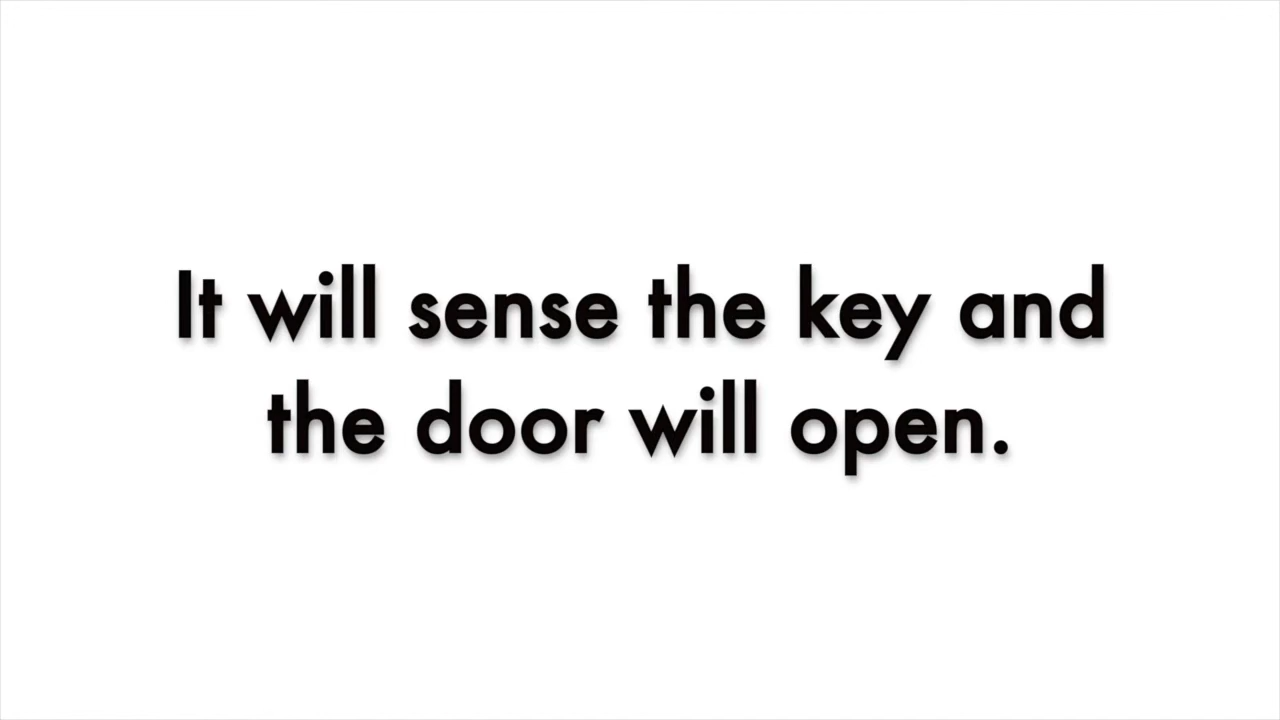 It will sense the key and
the door will open.